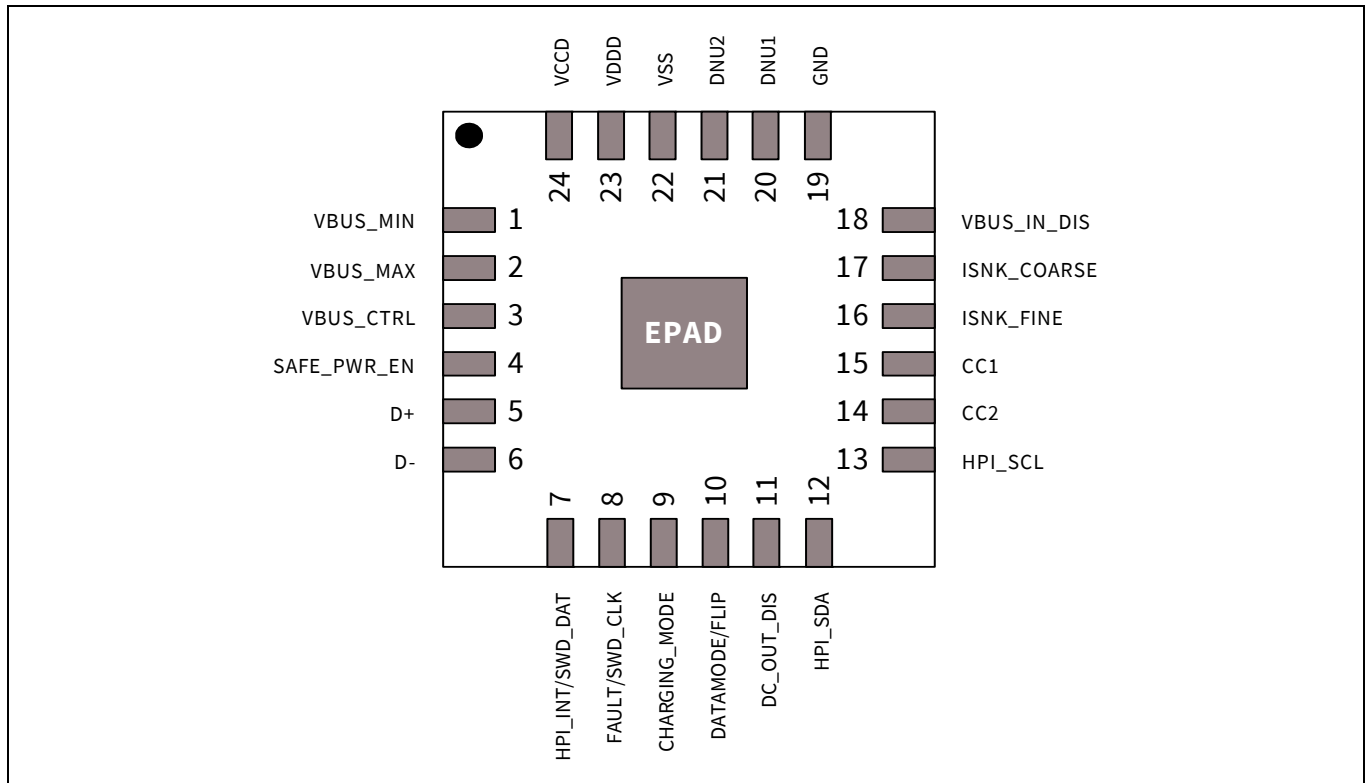 VCCD
VDDD
VSS
DNU2
DNU1
GND
24
23
22
21
20
19
VBUS_MIN 1
VBUS_MAX 2
VBUS_CTRL 3
SAFE_PWR_EN 4
D+ 5
D- 6
EPAD
18 VBUS_IN_DIS
17 ISNK_COARSE
16 ISNK_FINE
15 CC1
14 CC2
13 HPI_SCL
7
8
9
10
11
12
HPI_INT/SWD_DAT
FAULT/SWD_CLK
CHARGING_MODE
DATAMODE/FLIP
DC_OUT_DIS
HPI_SDA